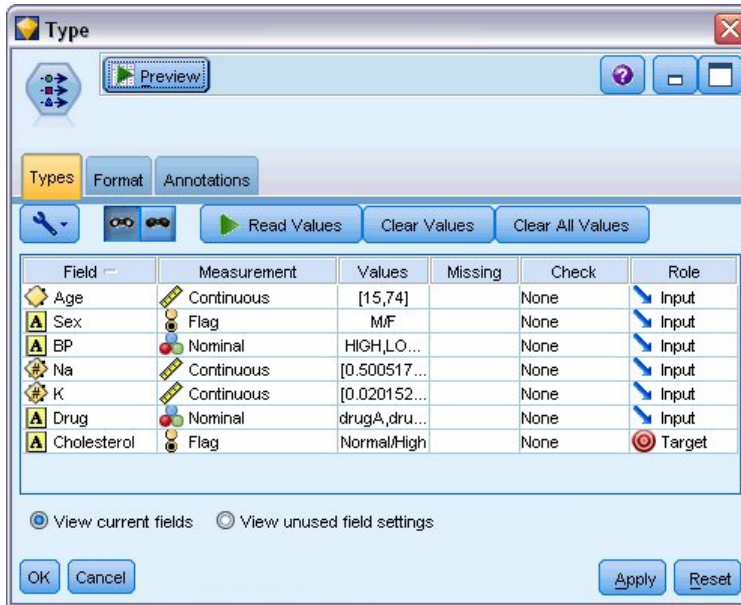 Type
Preview
Types Format Annotations
Read Values Clear Values Clear All Values
Field Measurement Values Missing Check Role
Age Continuous [15,74] None Input
A Sex Flag M/F None Input
A BP Nominal HIGH,LO... None Input
# Na Continuous [0.500517... None Input
# K Continuous [0.020152... None Input
A Drug Nominal drugA,dru... None Input
A Cholesterol Flag Normal/High None Target
View current fields View unused field settings
OK Cancel Apply Reset